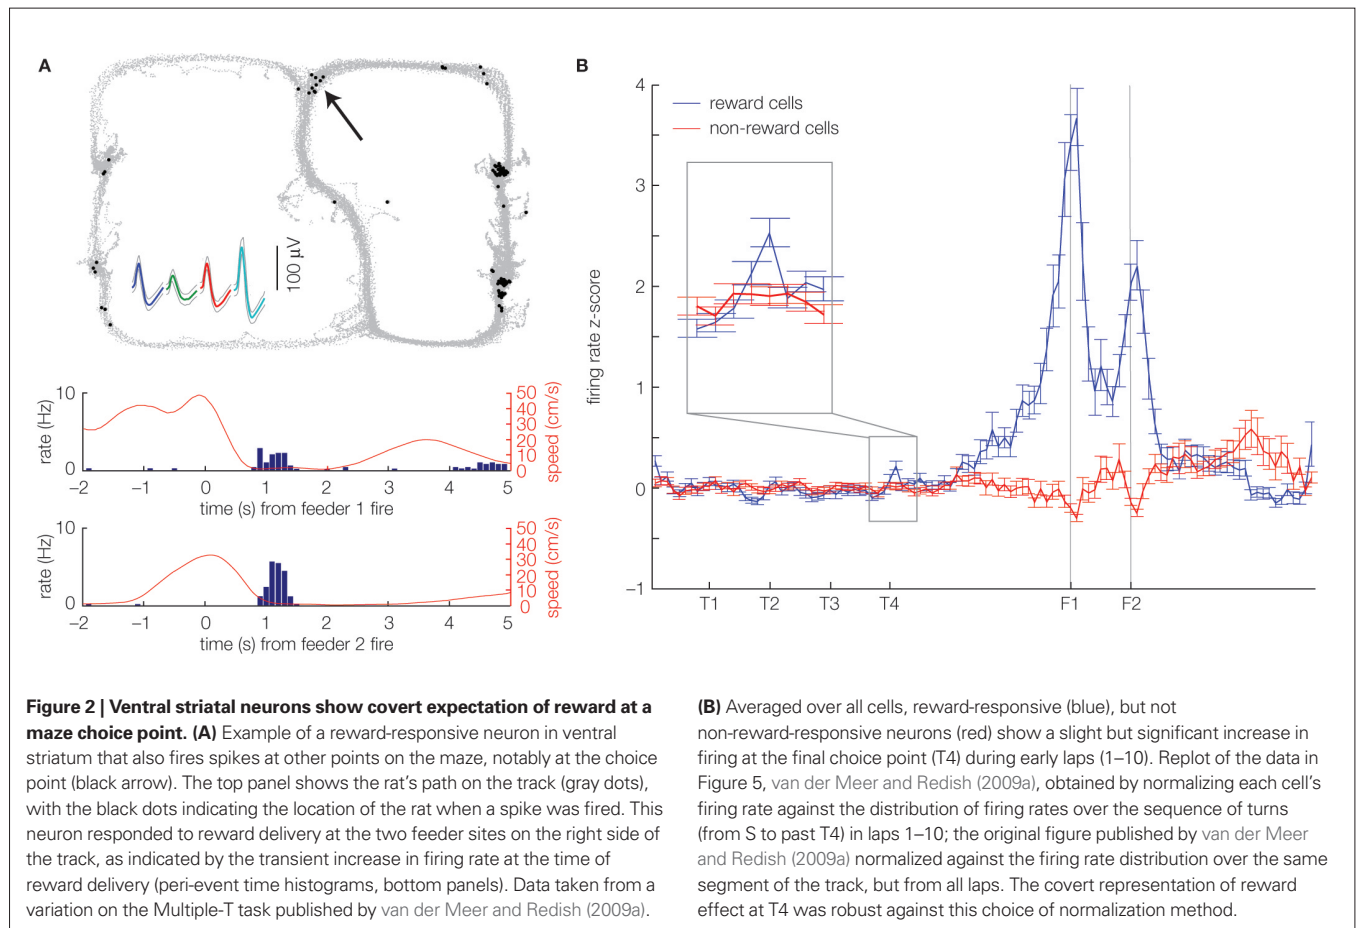 A
100 µV
10
rate (Hz)
0
50
40
30
20
10
0
speed (cm/s)
−2 −1 0 1 2 3 4 5
time (s) from feeder 1 fire
10
rate (Hz)
0
50
40
30
20
10
0
speed (cm/s)
−2 −1 0 1 2 3 4 5
time (s) from feeder 2 fire
B
4
3
2
1
0
−1
firing rate z-score
reward cells
non-reward cells
T1 T2 T3 T4 F1 F2
Figure 2 | Ventral striatal neurons show covert expectation of reward at a
maze choice point. (A) Example of a reward-responsive neuron in ventral
striatum that also fires spikes at other points on the maze, notably at the choice
point (black arrow). The top panel shows the rat's path on the track (gray dots),
with the black dots indicating the location of the rat when a spike was fired. This
neuron responded to reward delivery at the two feeder sites on the right side of
the track, as indicated by the transient increase in firing rate at the time of
reward delivery (peri-event time histograms, bottom panels). Data taken from a
variation on the Multiple-T task published by van der Meer and Redish (2009a).
(B) Averaged over all cells, reward-responsive (blue), but not
non-reward-responsive neurons (red) show a slight but significant increase in
firing at the final choice point (T4) during early laps (1–10). Replot of the data in
Figure 5, van der Meer and Redish (2009a), obtained by normalizing each cell's
firing rate against the distribution of firing rates over the sequence of turns
(from S to past T4) in laps 1–10; the original figure published by van der Meer
and Redish (2009a) normalized against the firing rate distribution over the same
segment of the track, but from all laps. The covert representation of reward
effect at T4 was robust against this choice of normalization method.